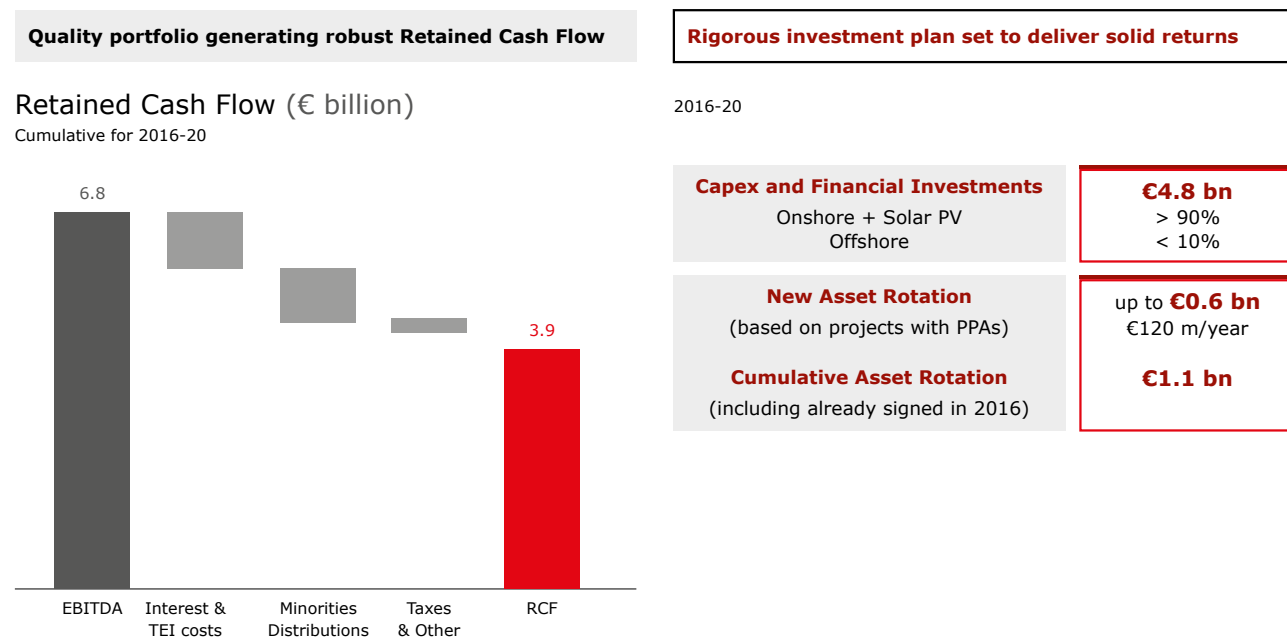 Quality portfolio generating robust Retained Cash Flow
Retained Cash Flow (€ billion)
Cumulative for 2016-20
6.8
3.9
EBITDA
Interest &
TEI costs
Minorities
Distributions
Taxes
& Other
RCF
Rigorous investment plan set to deliver solid returns
2016-20
Capex and Financial Investments
€4.8 bn
Onshore + Solar PV
> 90%
Offshore
< 10%
New Asset Rotation
up to €0.6 bn
(based on projects with PPAs)
€120 m/year
Cumulative Asset Rotation
€1.1 bn
(including already signed in 2016)